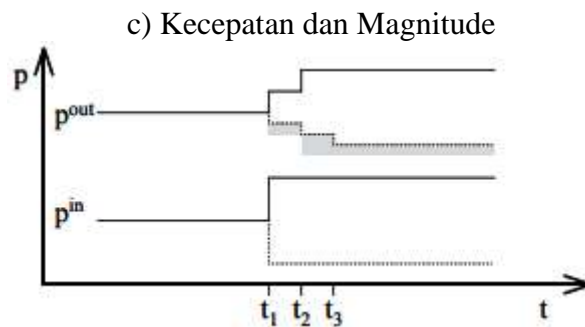 c) Kecepatan dan Magnitude
p
pᵒᵘᵗ
pⁱⁿ
t₁ t₂ t₃ t